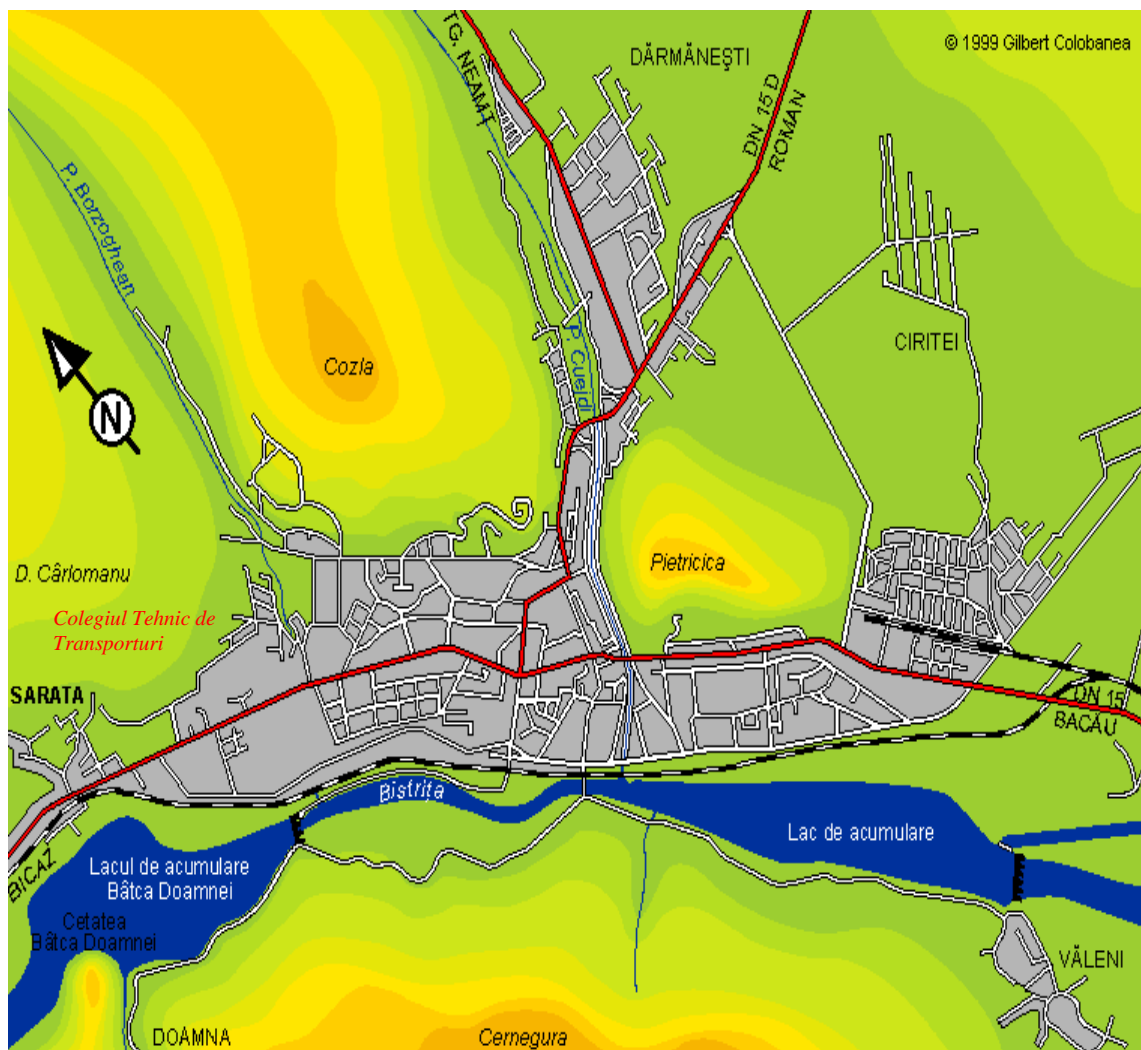 © 1999 Gilbert Colobanea
DĂRMĂNEŞTI
TG. NEAMŢ
DN 15 D
ROMAN
P. Borzoghean
P. Cuejdi
CIRITEI
Cozla
N
Pietricica
D. Cârlomanu
Colegiul Tehnic de
Transporturi
SARATA
DN 15
BACĂU
Bistriţa
Lac de acumulare
BICAZ
Lacul de acumulare
Bâtca Doamnei
Cetatea
Bâtca Doamnei
VĂLENI
DOAMNA
Cernegura